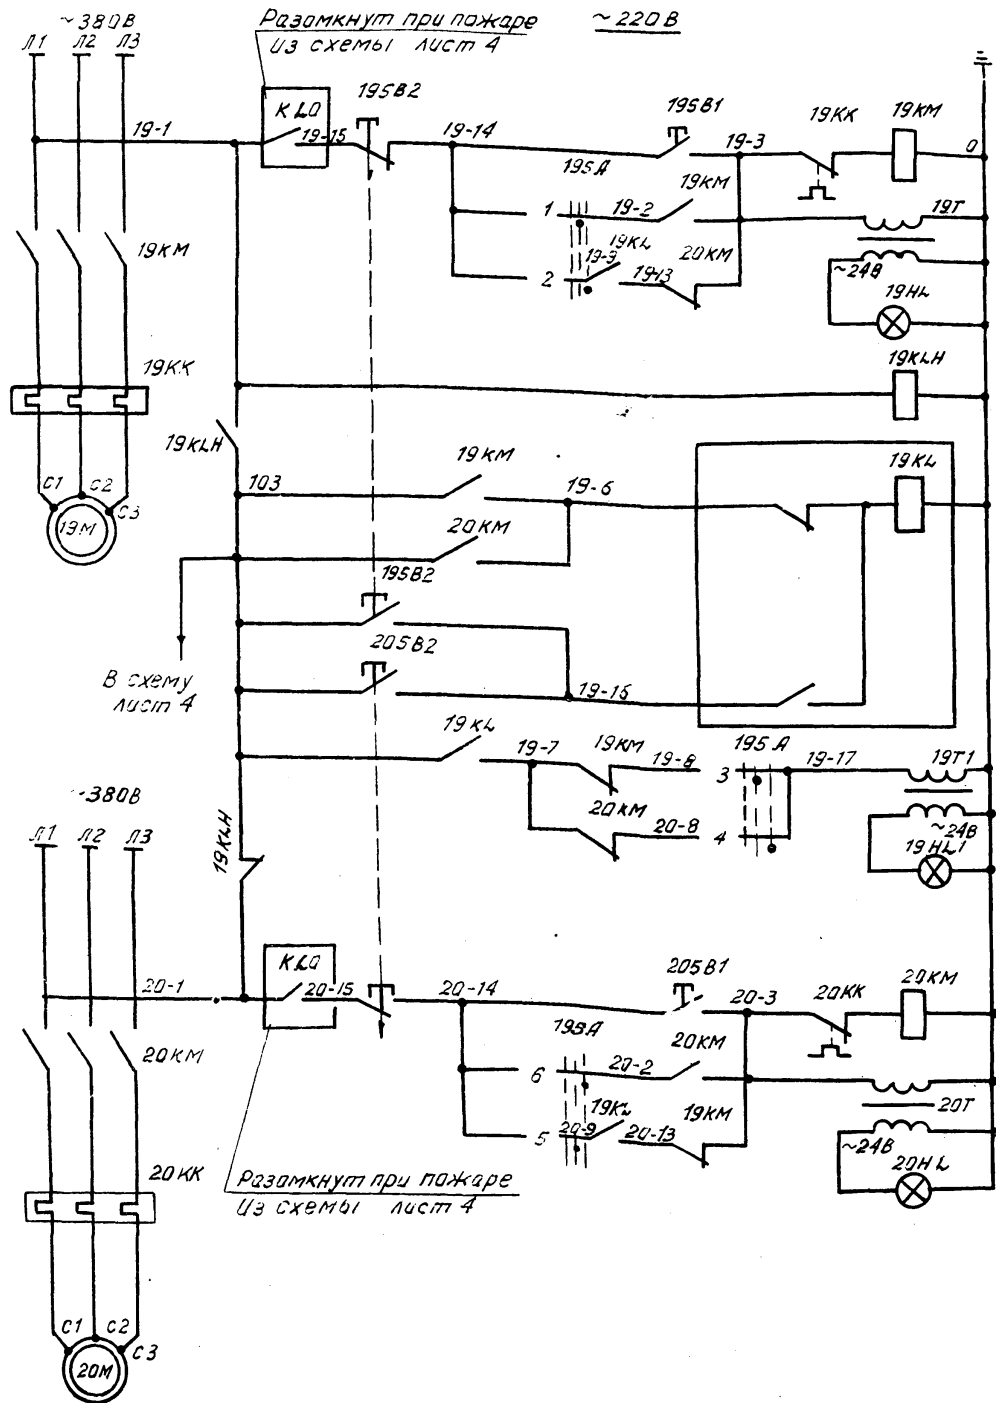 ~380В
Л1 Л2 Л3
Разомкнут при пожаре
из схемы лист 4
~220В
KLO
19SB2
19-1
19-15
19-14
19SB1
19-3
19KK
19KM
0
19SA
19KM
1
19-2
19T
19KL
20KM
2
19-9
19-13
~24В
19HL
19KM
19KK
19KLH
19KLH
C1 C2 C3
19M
103
19KM
19-6
19KL
20KM
19SB2
20SB2
19-16
В схему
лист 4
19KL
19-7
19KM
19-8
3
19SA
19-17
19T1
20KM
20-8
4
~24В
19HL1
19KLH
~380В
Л1 Л2 Л3
KLO
20-1
20-15
20-14
20SB1
20-3
20KK
20KM
19SA
20KM
6
20-2
20T
19KL
19KM
5
20-9
20-13
~24В
20HL
20KM
20KK
Разомкнут при пожаре
Из схемы лист 4
C1 C2
C3
20M